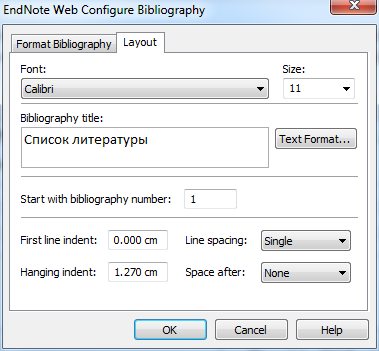 EndNote Web Configure Bibliography
Format Bibliography Layout
Font: Size:
Calibri 11
Bibliography title:
Список литературы
Text Format...
Start with bibliography number: 1
First line indent: 0.000 cm Line spacing: Single
Hanging indent: 1.270 cm Space after: None
OK Cancel Help